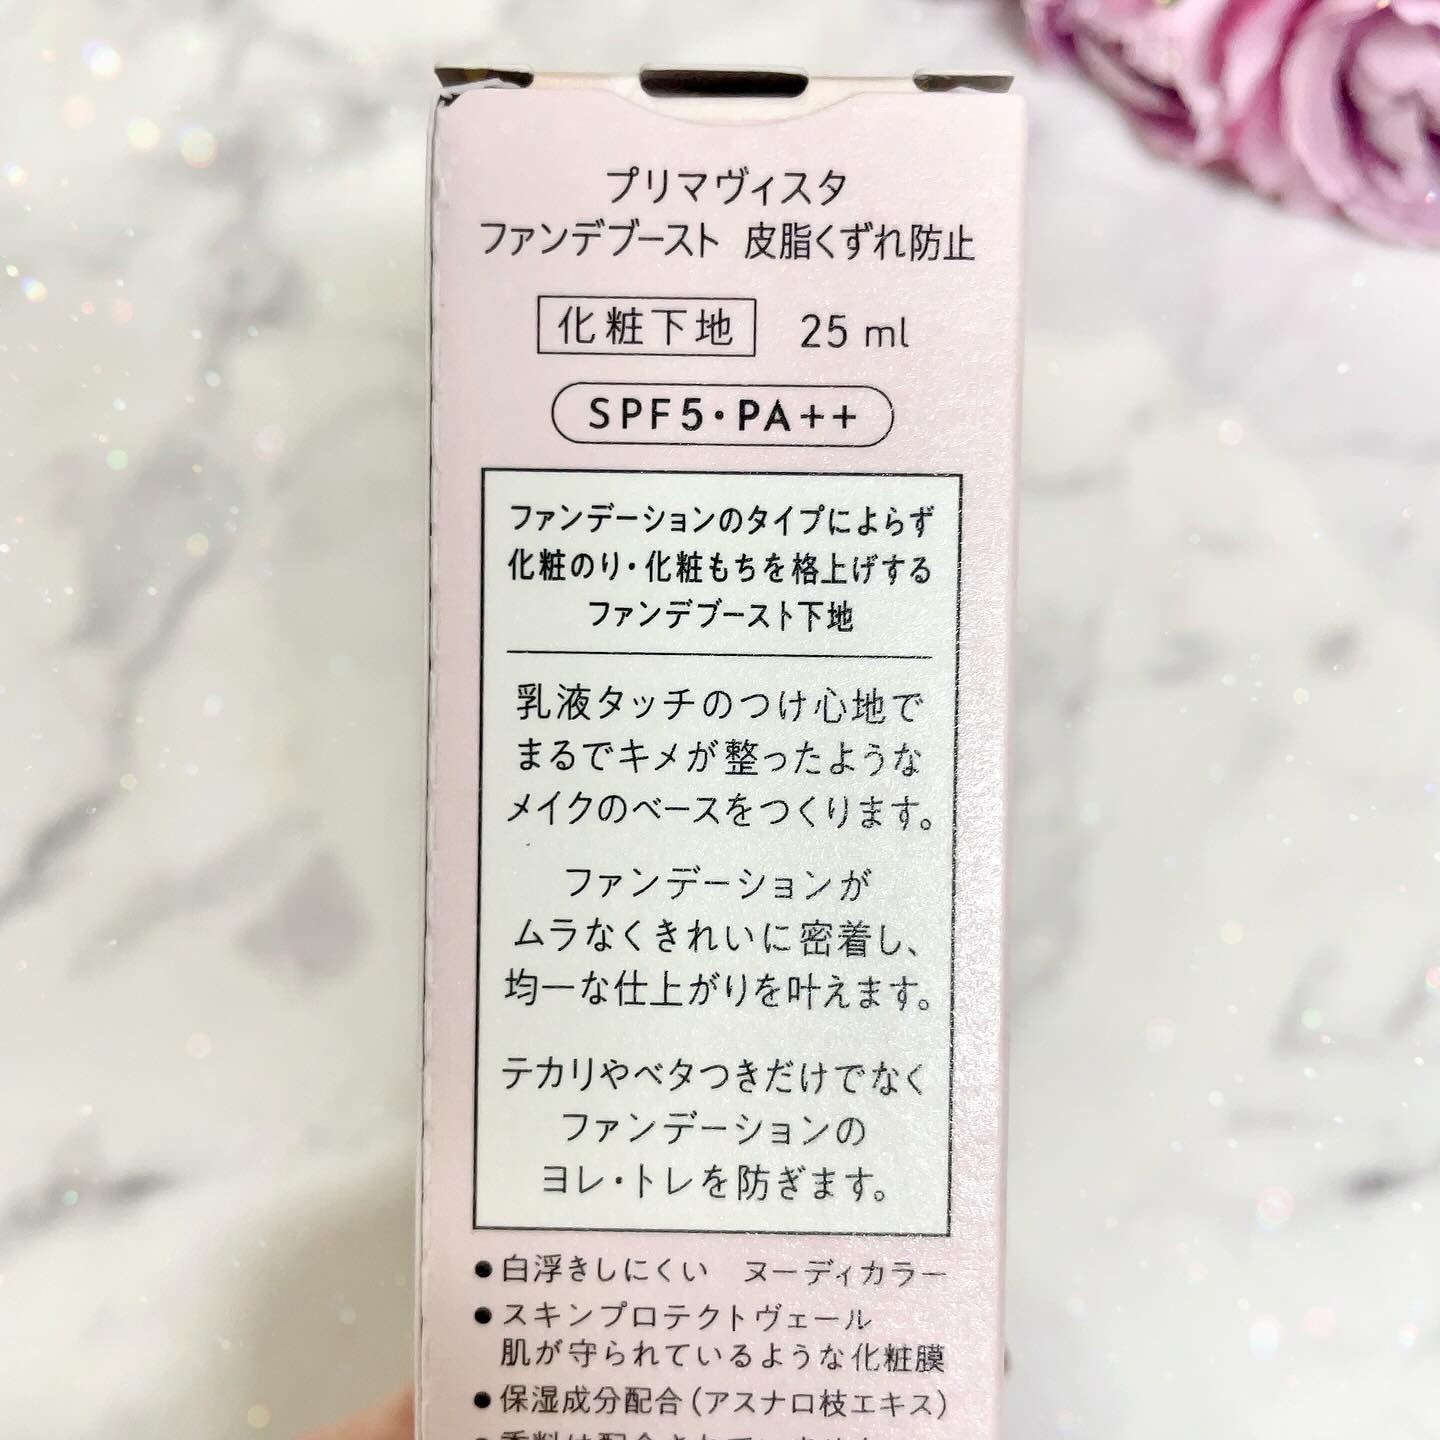 プリマヴィスタ
ファンデブースト 皮脂くずれ防止
化粧下地 25 ml
SPF5・PA++
ファンデーションのタイプによらず
化粧のり・化粧もちを格上げする
ファンデブースト下地
乳液タッチのつけ心地で
まるでキメが整ったような
メイクのベースをつくります。
ファンデーションが
ムラなくきれいに密着し、
均一な仕上がりを叶えます。
テカリやベタつきだけでなく
ファンデーションの
ヨレ・トレを防ぎます。
●白浮きしにくい ヌーディカラー
●スキンプロテクトヴェール
肌が守られているような化粧膜
●保湿成分配合(アスナロ枝エキス)